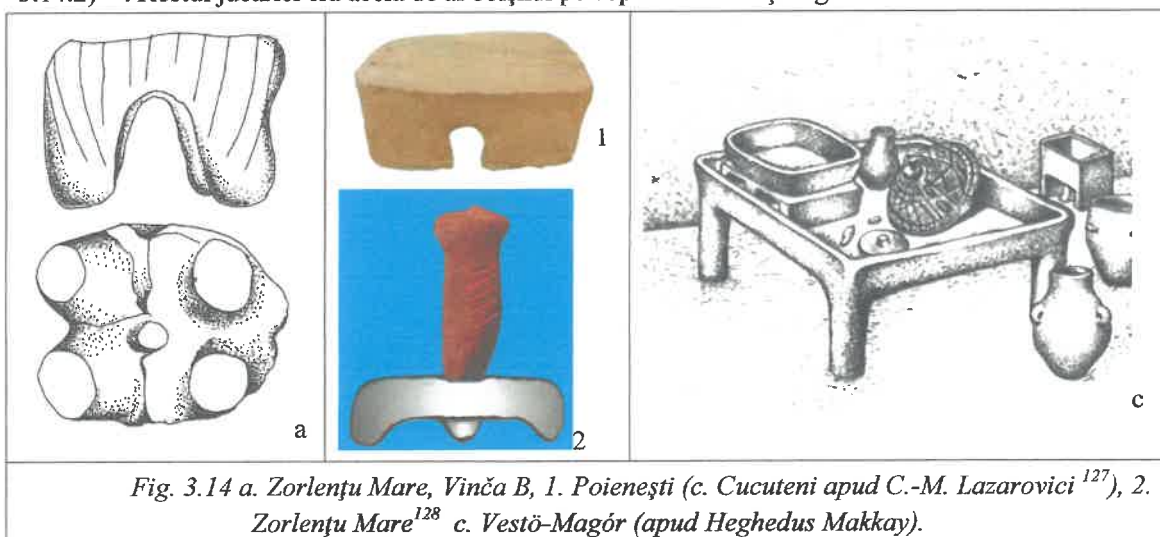 1
a
2
c
Fig. 3.14 a. Zorlenţu Mare, Vinča B, 1. Poieneşti (c. Cucuteni apud C.-M. Lazarovici 127), 2.
Zorlenţu Mare128 c. Vestö-Magór (apud Heghedus Makkay).